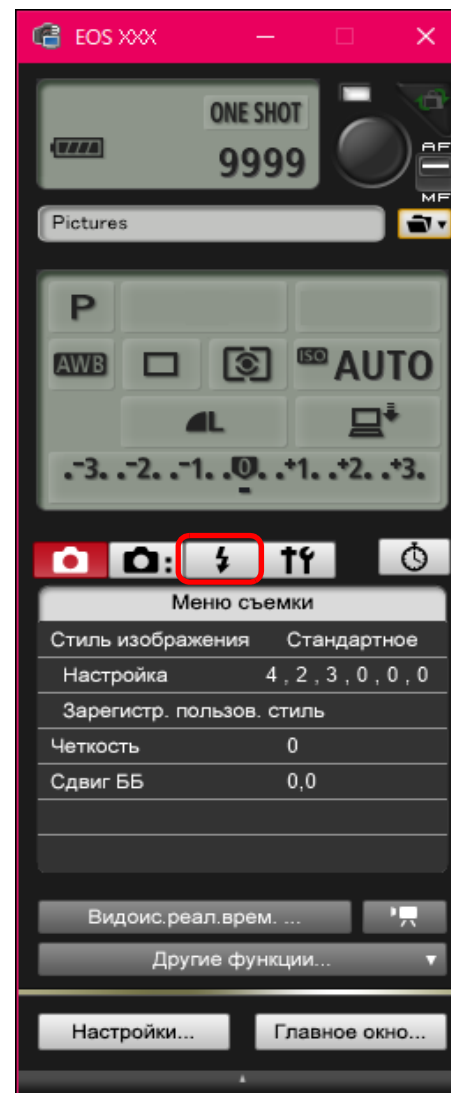 EOS XXX
ONE SHOT
9999
AF
MF
Pictures
P
AWB ISO AUTO
L
.-3. .-2. .-1. .0. .+1. .+2. .+3.
Меню съемки
Стиль изображения Стандартное
Настройка 4 , 2 , 3 , 0 , 0 , 0
Зарегистр. пользов. стиль
Четкость 0
Сдвиг ББ 0,0
Видоис.реал.врем. ...
Другие функции...
Настройки... Главное окно...